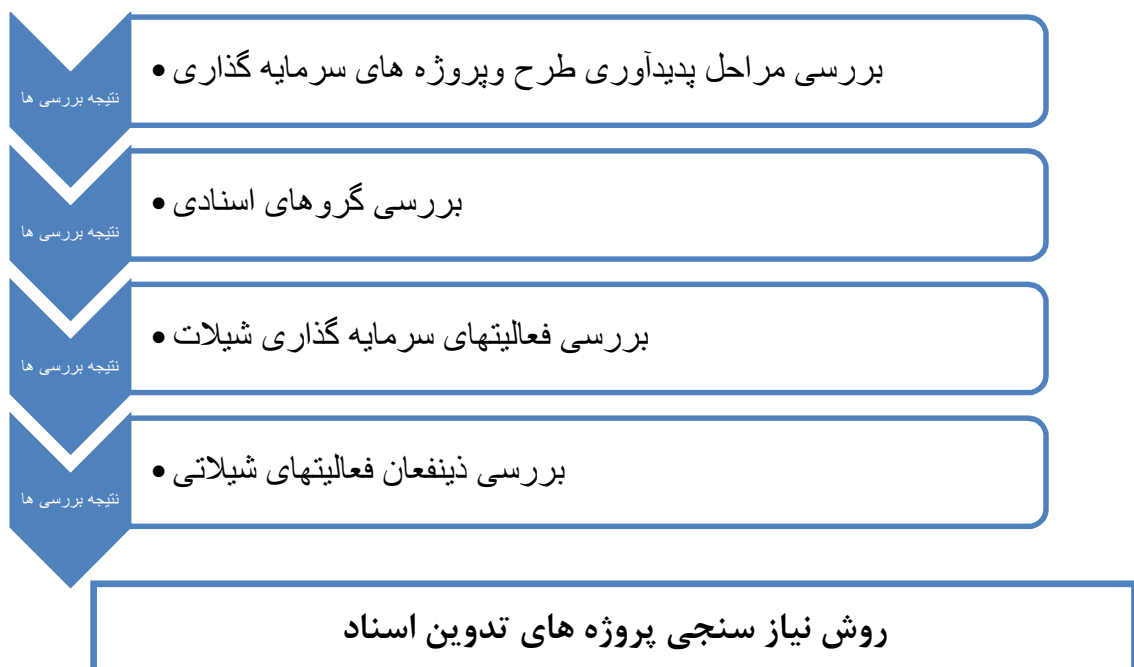 بررسی مراحل پدیدآوری طرح وپروژه های سرمایه گذاری •
نتیجه بررسی ها
بررسی گروهای اسنادی •
نتیجه بررسی ها
بررسی فعالیتهای سرمایه گذاری شیلات •
نتیجه بررسی ها
بررسی ذینفعان فعالیتهای شیلاتی •
نتیجه بررسی ها
روش نیاز سنجی پروژه های تدوین اسناد